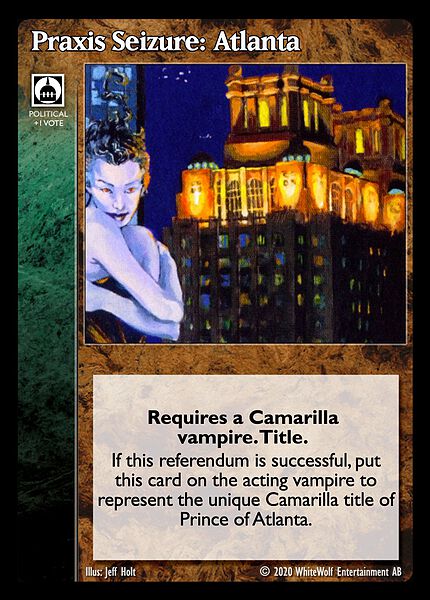 Praxis Seizure: Atlanta
POLITICAL
+1 VOTE
Requires a Camarilla
vampire.Title.
If this referendum is successful, put
this card on the acting vampire to
represent the unique Camarilla title of
Prince of Atlanta.
Illus: Jeff Holt
© 2020 WhiteWolf Entertainment AB